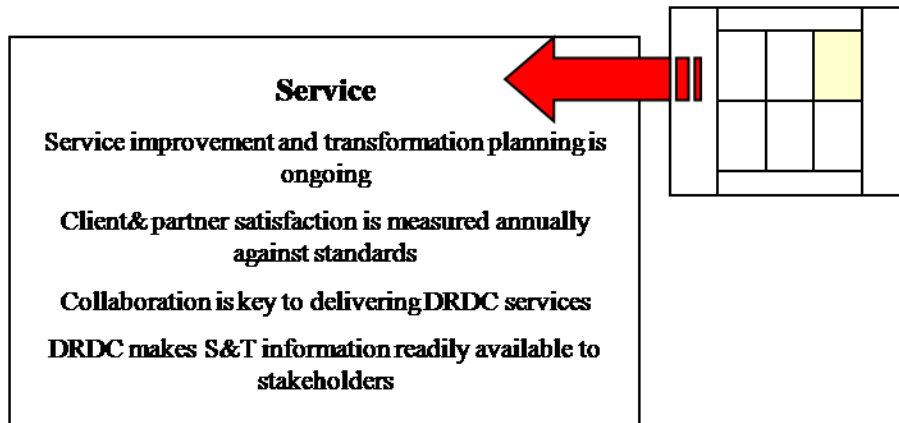 Service
Service improvement and transformation planning is
ongoing
Client& partner satisfaction is measured annually
against standards
Collaboration is key to delivering DRDC services
DRDC makes S&T information readily available to
stakeholders